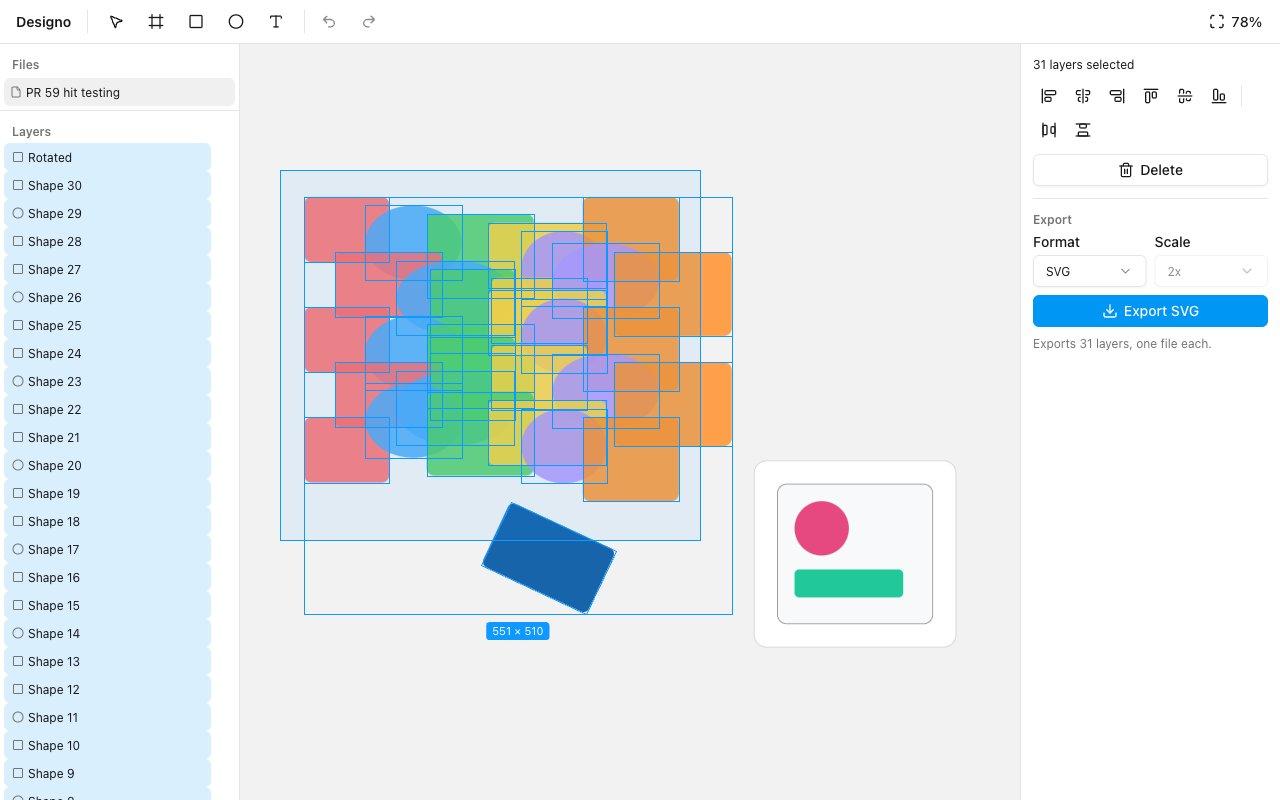 Designo
78%
Files
PR 59 hit testing
Layers
Rotated
Shape 30
Shape 29
Shape 28
Shape 27
Shape 26
Shape 25
Shape 24
Shape 23
Shape 22
Shape 21
Shape 20
Shape 19
Shape 18
Shape 17
Shape 16
Shape 15
Shape 14
Shape 13
Shape 12
Shape 11
Shape 10
Shape 9
551 × 510
31 layers selected
Delete
Export
Format Scale
SVG 2x
Export SVG
Exports 31 layers, one file each.